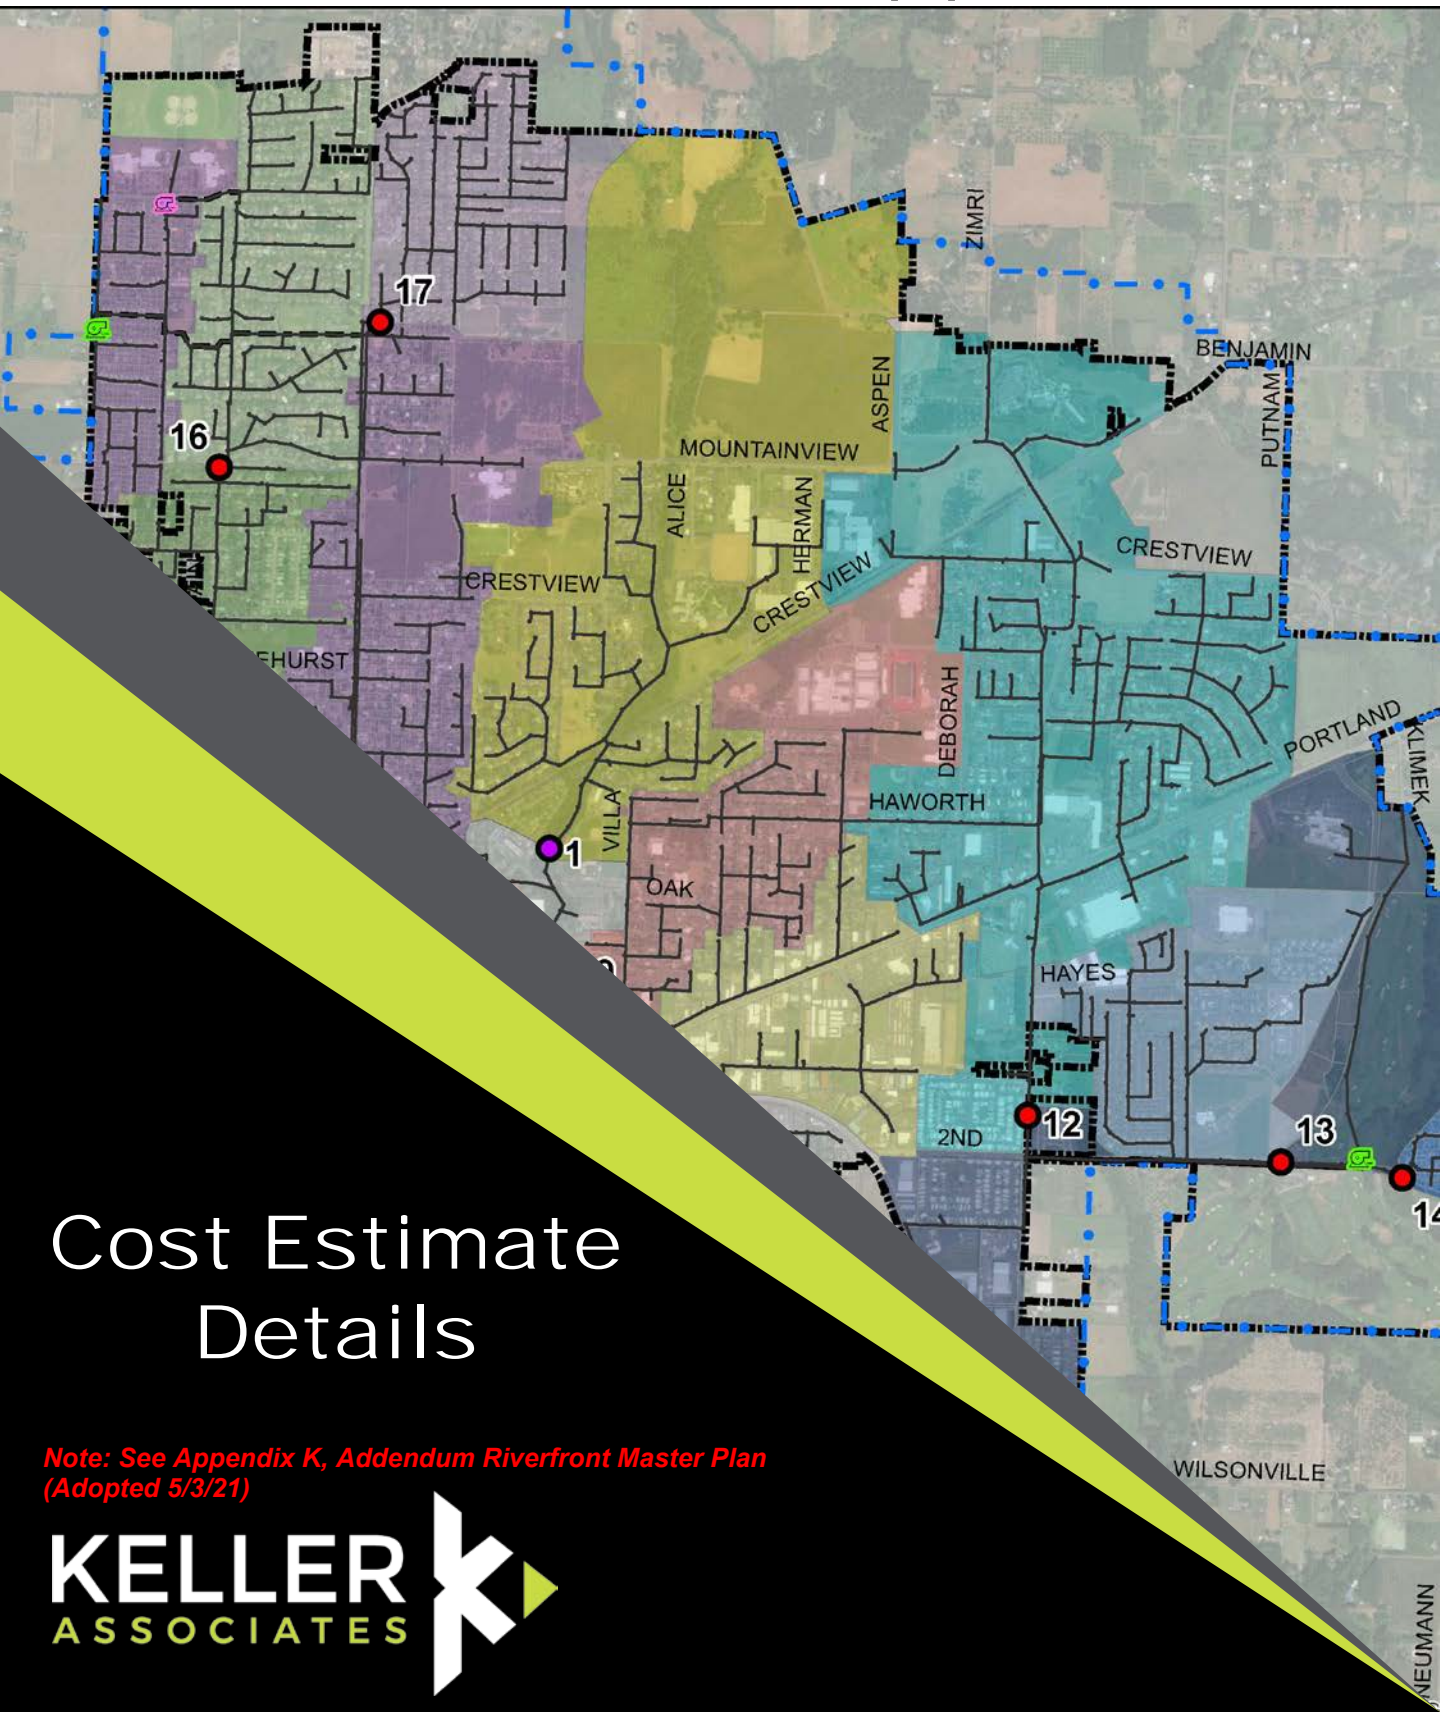 ZIMRI
17
BENJAMIN
PUTNAM
ASPEN
16
MOUNTAINVIEW
ALICE
HERMAN
CRESTVIEW
CRESTVIEW
CRESTVIEW
EHURST
DEBORAH
PORTLAND
KLIMEK
HAWORTH
VILLA
1
OAK
9
HAYES
12
2ND
13
14
Cost Estimate
Details
Note: See Appendix K, Addendum Riverfront Master Plan
(Adopted 5/3/21)
WILSONVILLE
KELLER
ASSOCIATES
NEUMANN